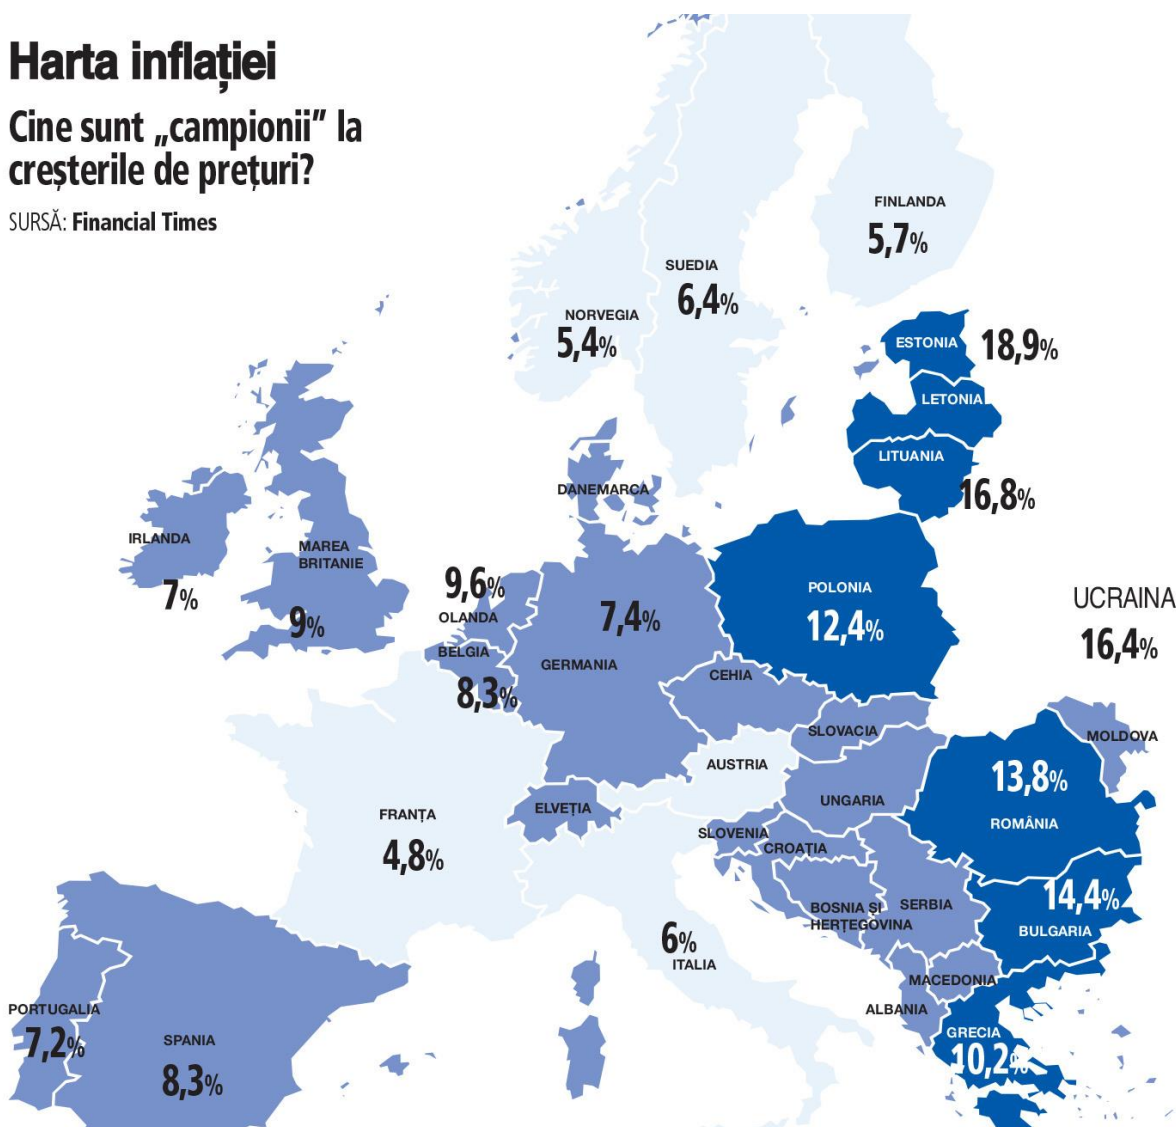 Harta inflației
Cine sunt „campionii” la
creșterile de prețuri?
SURSĂ: Financial Times
FINLANDA
5,7%
SUEDIA
6,4%
NORVEGIA
5,4%
ESTONIA
18,9%
LETONIA
LITUANIA
16,8%
DANEMARCA
IRLANDA
7%
MAREA
BRITANIE
9%
9,6%
OLANDA
BELGIA
8,3%
7,4%
GERMANIA
POLONIA
12,4%
UCRAINA
16,4%
CEHIA
SLOVACIA
MOLDOVA
AUSTRIA
UNGARIA
13,8%
ROMÂNIA
FRANȚA
4,8%
ELVEȚIA
SLOVENIA
CROAȚIA
BOSNIA ȘI
HERȚEGOVINA
SERBIA
14,4%
BULGARIA
6%
ITALIA
MACEDONIA
ALBANIA
GRECIA
10,2%
PORTUGALIA
7,2%
SPANIA
8,3%